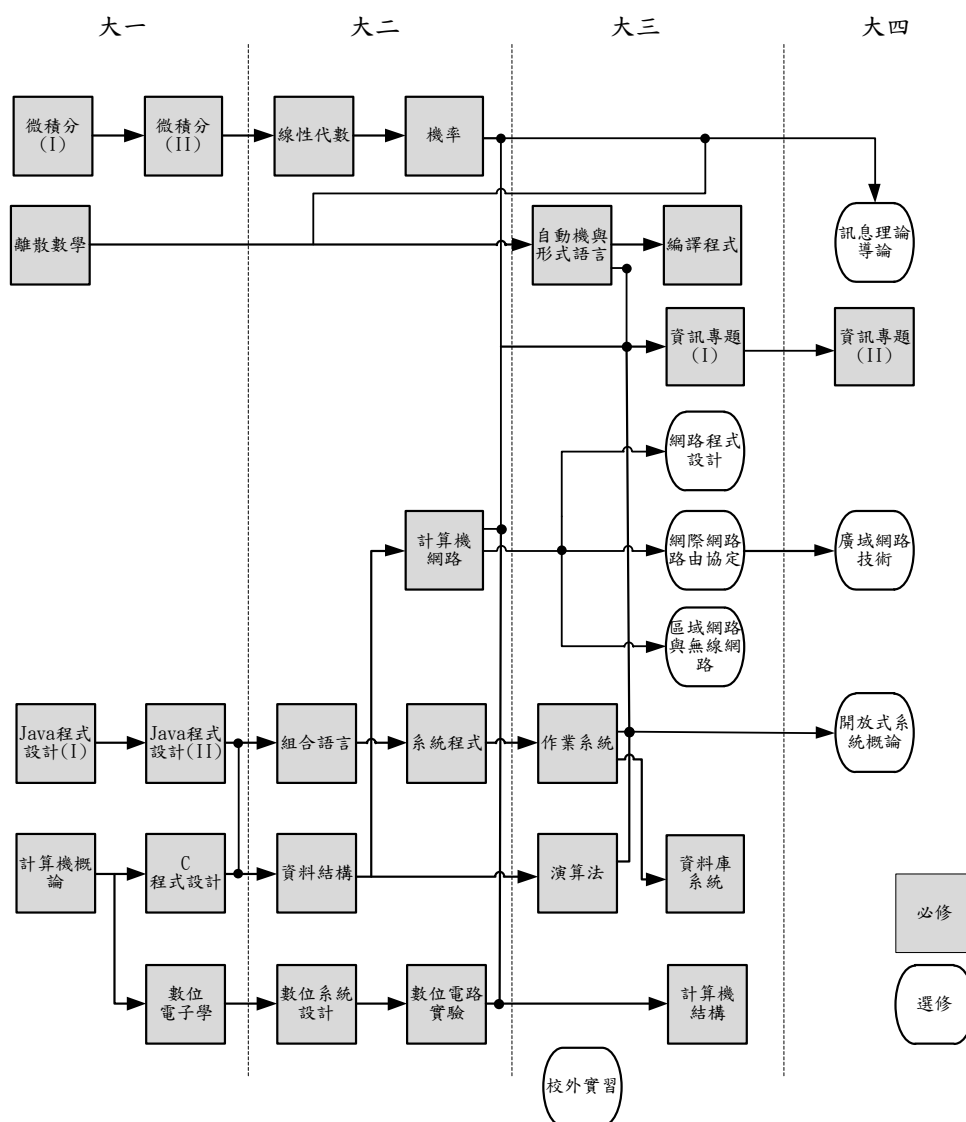 大一
大二
大三
大四
微積分
(I)
微積分
(II)
線性代數
機率
離散數學
自動機與
形式語言
編譯程式
訊息理論
導論
資訊專題
(I)
資訊專題
(II)
網路程式
設計
計算機
網路
網際網路
路由協定
廣域網路
技術
區域網路
與無線網
路
Java程式
設計(I)
Java程式
設計(II)
組合語言
系統程式
作業系統
開放式系
統概論
計算機概
論
C
程式設計
資料結構
演算法
資料庫
系統
必修
數位
電子學
數位系統
設計
數位電路
實驗
計算機
結構
選修
校外實習